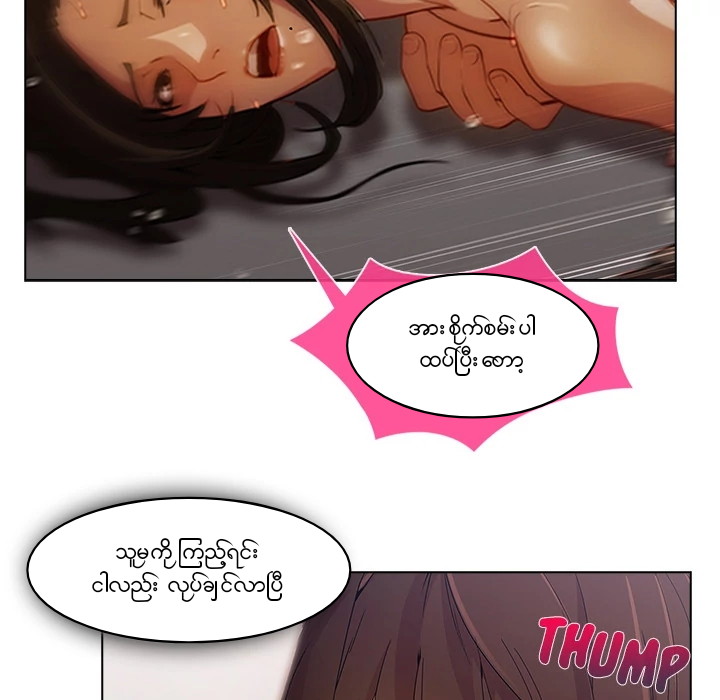 အားစိုက်စမ်းပါ
ထပ်ပြီးတော့
သူမကိုကြည့်ရင်း
ငါလည်း လုပ်ချင်လာပြီ
THUMP